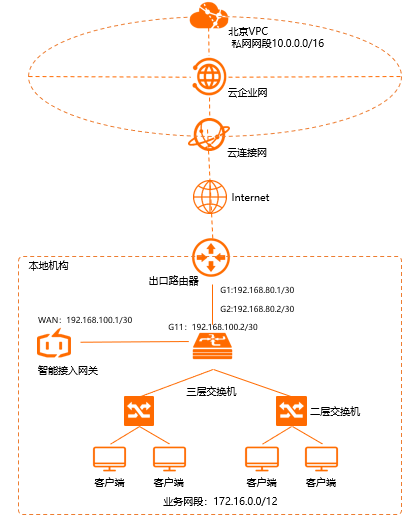 北京VPC
私网网段10.0.0.0/16
云企业网
云连接网
Internet
本地机构
出口路由器
G1:192.168.80.1/30
G2:192.168.80.2/30
WAN：192.168.100.1/30
G11：192.168.100.2/30
智能接入网关
三层交换机
二层交换机
客户端
客户端
客户端
客户端
业务网段：172.16.0.0/12